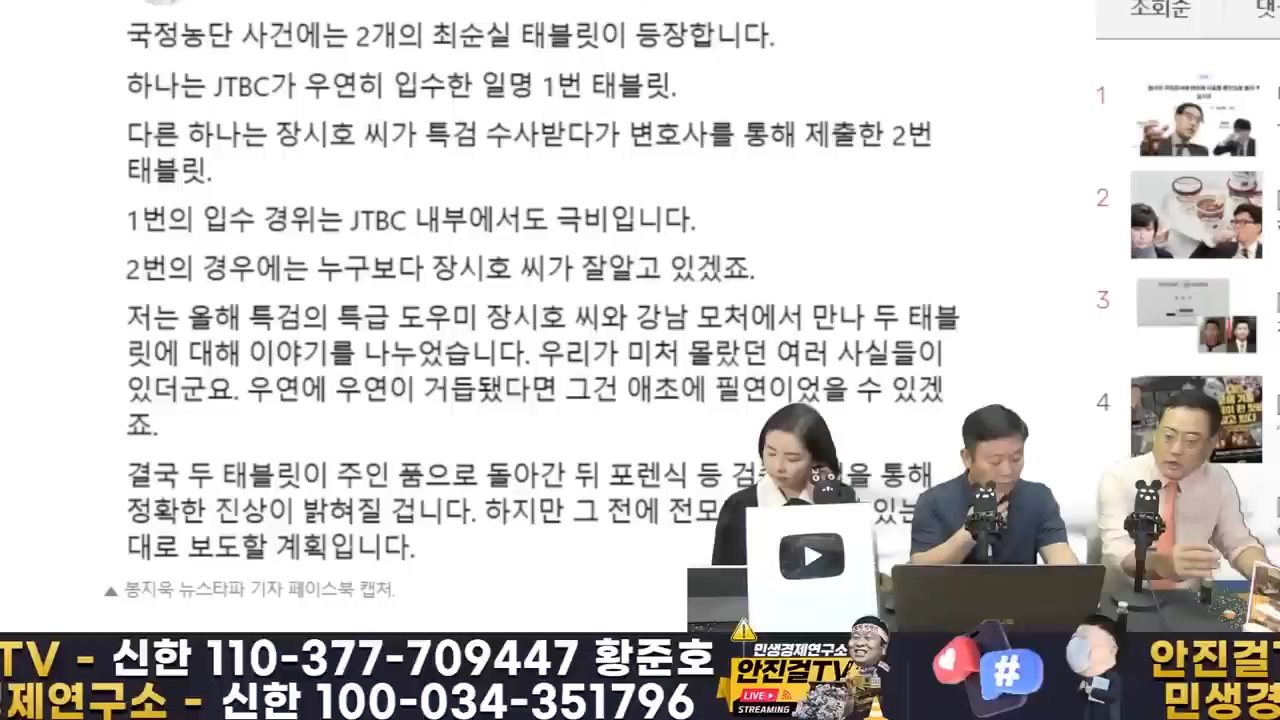 국정농단 사건에는 2개의 최순실 태블릿이 등장합니다.
하나는 JTBC가 우연히 입수한 일명 1번 태블릿.
다른 하나는 장시호 씨가 특검 수사받다가 변호사를 통해 제출한 2번
태블릿.
1번의 입수 경위는 JTBC 내부에서도 극비입니다.
2번의 경우에는 누구보다 장시호 씨가 잘알고 있겠죠.
저는 올해 특검의 특급 도우미 장시호 씨와 강남 모처에서 만나 두 태블
릿에 대해 이야기를 나누었습니다. 우리가 미처 몰랐던 여러 사실들이
있더군요. 우연에 우연이 거듭됐다면 그건 애초에 필연이었을 수 있겠
죠.
결국 두 태블릿이 주인 품으로 돌아간 뒤 포렌식 등 을 통해
정확한 진상이 밝혀질 겁니다. 하지만 그 전에 전모 있는
대로 보도할 계획입니다.
▲ 봉지욱 뉴스타파 기자 페이스북 캡처.
조회순
1
2
3
4
TV - 신한 110-377-709447 황준호
제연구소 - 신한 100-034-351796
민생경제연구소
안진걸TV
LIVE
STREAMING
#
안진걸T
민생경